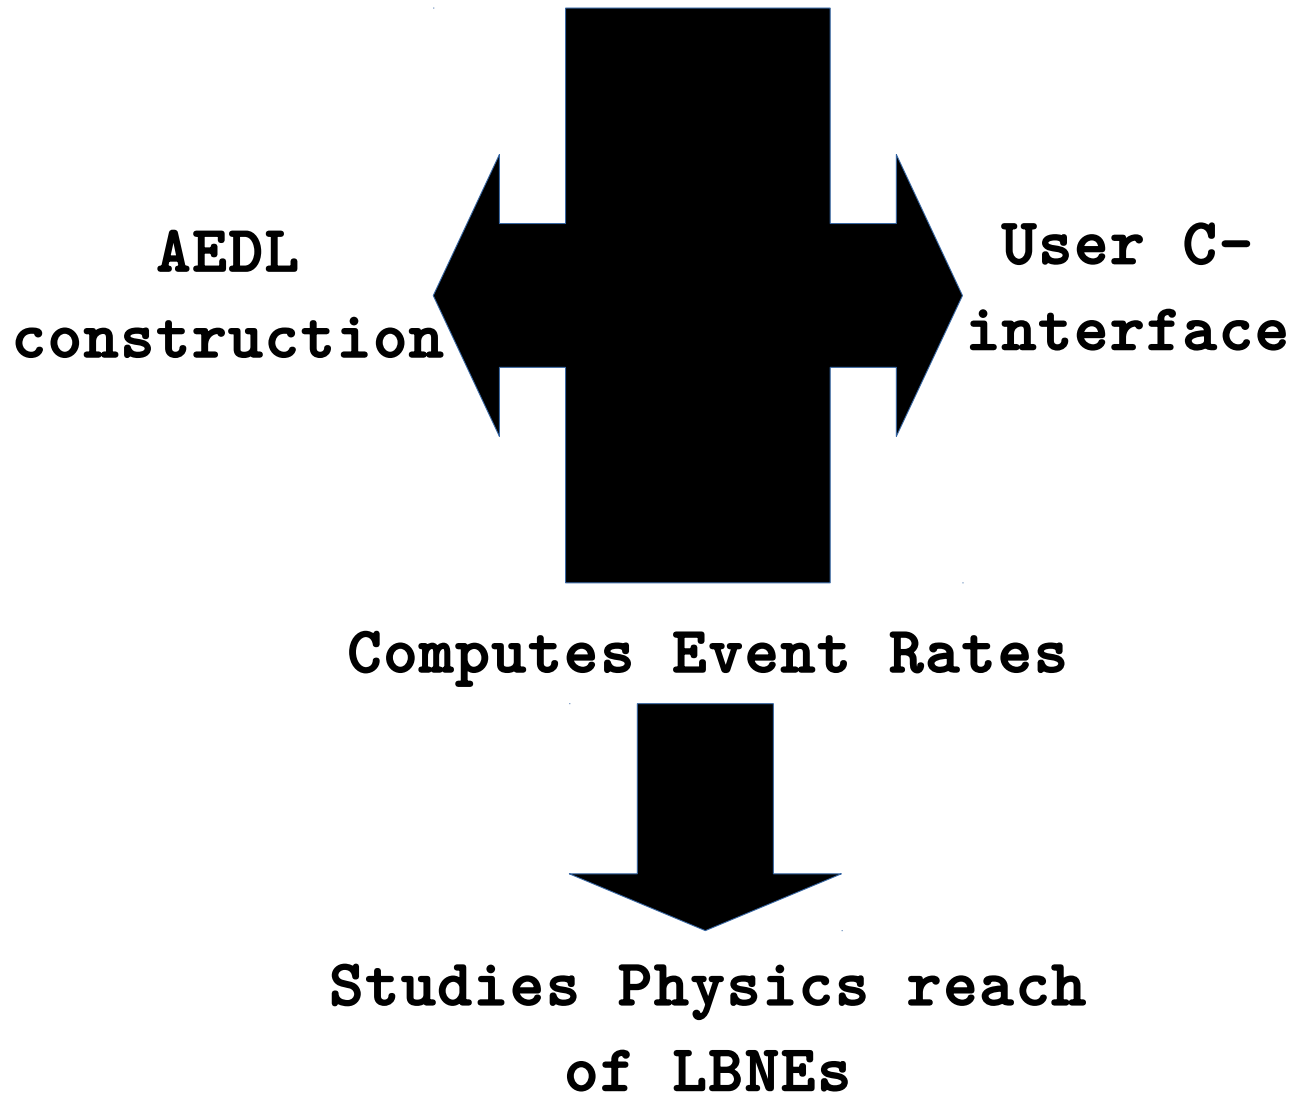 AEDL
construction
User C-
interface
Computes Event Rates
Studies Physics reach
of LBNEs